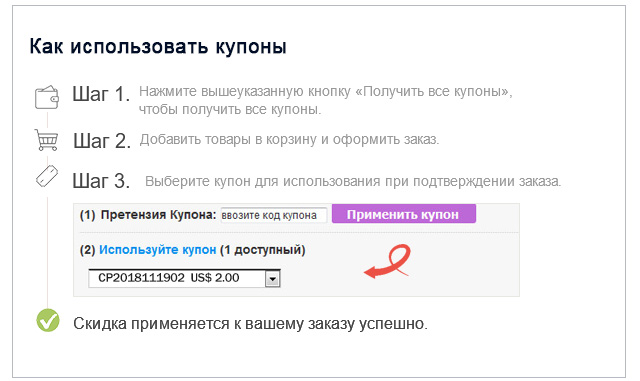 Как использовать купоны
Шаг 1. Нажмите вышеуказанную кнопку «Получить все купоны»,
чтобы получить все купоны.
Шаг 2. Добавить товары в корзину и оформить заказ.
Шаг 3. Выберите купон для использования при подтверждении заказа.
(1) Претензия Купона: ввозите код купона Применить купон
(2) Используйте купон (1 доступный)
CP2018111902 US$ 2.00
Скидка применяется к вашему заказу успешно.